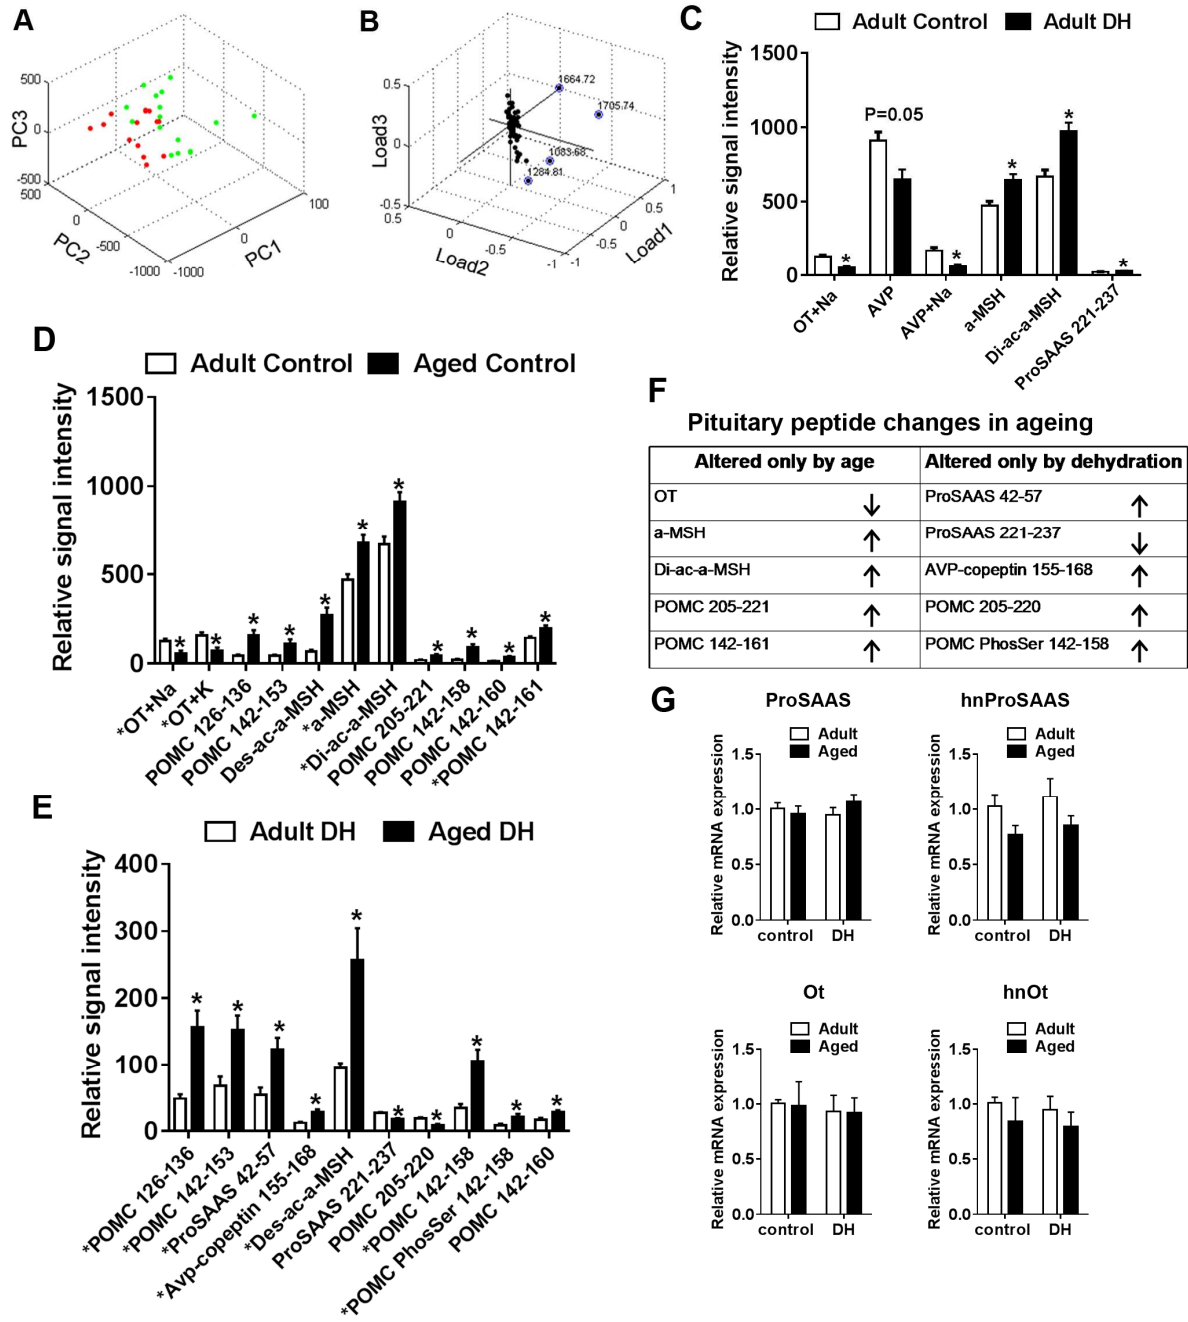 A
500
0
-500
PC3
500
0
-500
-1000
PC2
-1000
0
100
PC1
B
1664.72
1705.74
1083.68
1284.81
0.5
0
-0.5
Load3
0.5
0
-0.5
-1
Load2
-1
-0.5
0
0.5
1
Load1
C
Adult Control
Adult DH
Relative signal intensity
1500
1000
500
0
P=0.05
*
*
*
*
*
OT+Na
AVP
AVP+Na
a-MSH
Di-ac-a-MSH
ProSAAS 221-237
D
Adult Control
Aged Control
Relative signal intensity
1500
1000
500
0
*
*
*
*
*
*
*
*
*
*
*
*OT+Na
*OT+K
POMC 126-136
POMC 142-153
Des-ac-a-MSH
*a-MSH
*Di-ac-a-MSH
POMC 205-221
POMC 142-158
POMC 142-160
*POMC 142-161
E
Adult DH
Aged DH
Relative signal intensity
400
300
200
100
0
*
*
*
*
*
*
*
*
*
*
*POMC 126-136
*POMC 142-153
*ProSAAS 42-57
*Avp-copeptin 155-168
*Des-ac-a-MSH
ProSAAS 221-237
POMC 205-220
*POMC 142-158
*POMC PhosSer 142-158
POMC 142-160
F
Pituitary peptide changes in ageing
Altered only by age Altered only by dehydration
OT ↓ ProSAAS 42-57 ↑
a-MSH ↑ ProSAAS 221-237 ↓
Di-ac-a-MSH ↑ AVP-copeptin 155-168 ↑
POMC 205-221 ↑ POMC 205-220 ↑
POMC 142-161 ↑ POMC PhosSer 142-158 ↑
G
ProSAAS
Adult
Aged
Relative mRNA expression
1.5
1.0
0.5
0.0
control DH
hnProSAAS
Adult
Aged
Relative mRNA expression
1.5
1.0
0.5
0.0
control DH
Ot
Adult
Aged
Relative mRNA expression
1.5
1.0
0.5
0.0
control DH
hnOt
Adult
Aged
Relative mRNA expression
1.5
1.0
0.5
0.0
control DH